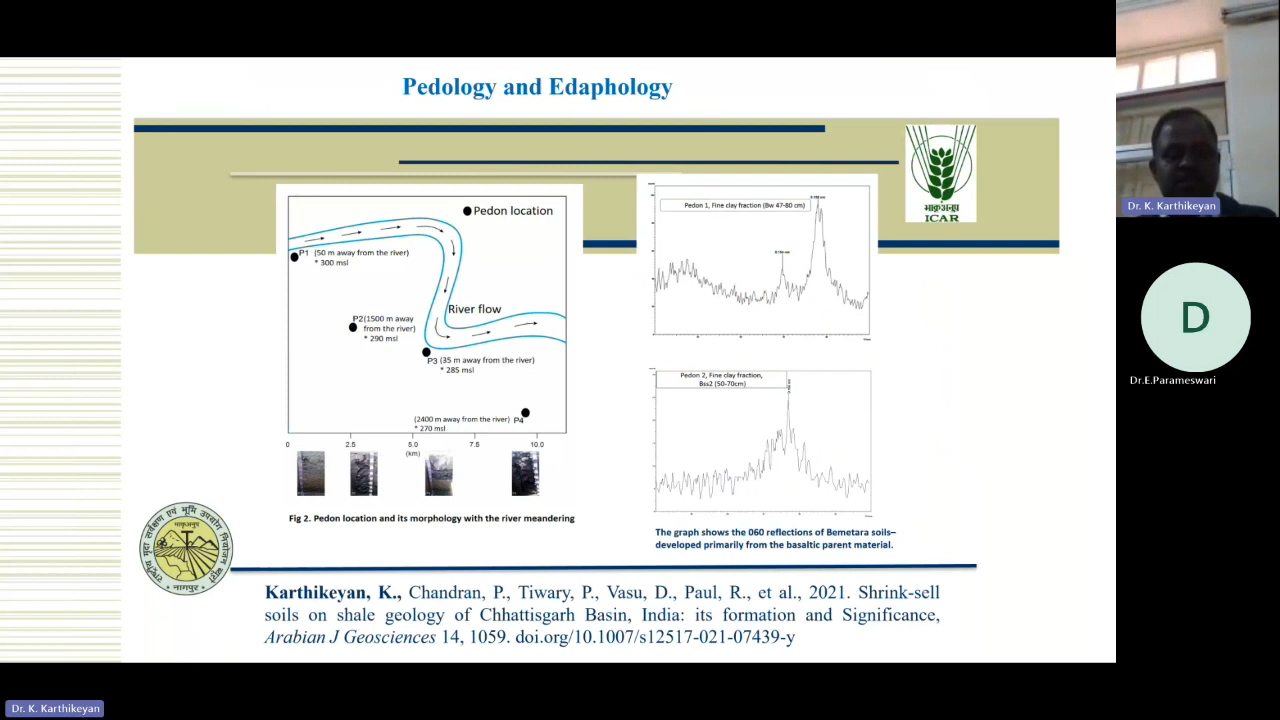 Pedology and Edaphology
भाकृअनुप
ICAR
Pedon location
P1 (50 m away from the river)
* 300 msl
River flow
P2 (1500 m away
from the river)
* 290 msl
P3 (35 m away from the river)
* 285 msl
(2400 m away from the river) P4
* 270 msl
0 2.5 5.0 7.5 10.0
(km)
Fig 2. Pedon location and its morphology with the river meandering
Pedon 1, Fine clay fraction (Bw 47-80 cm)
Pedon 2, Fine clay fraction,
Bss2 (50-70cm)
The graph shows the 060 reflections of Bemetara soils–
developed primarily from the basaltic parent material.
Karthikeyan, K., Chandran, P., Tiwary, P., Vasu, D., Paul, R., et al., 2021. Shrink-sell
soils on shale geology of Chhattisgarh Basin, India: its formation and Significance,
Arabian J Geosciences 14, 1059. doi.org/10.1007/s12517-021-07439-y
Dr. K. Karthikeyan
D
Dr.E.Parameswari
Dr. K. Karthikeyan